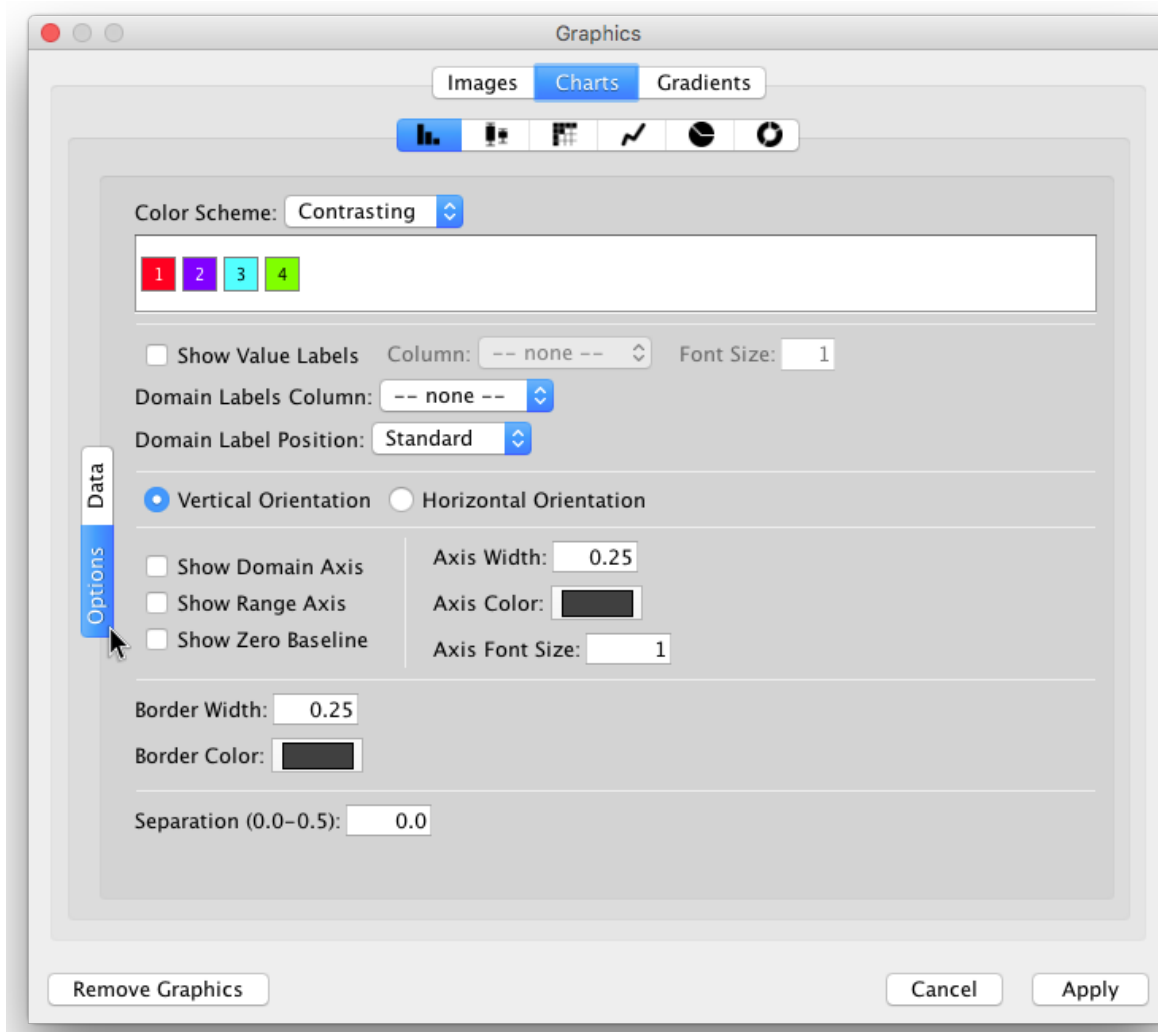 Graphics
Images Charts Gradients
Color Scheme: Contrasting
1 2 3 4
Show Value Labels Column: -- none -- Font Size: 1
Domain Labels Column: -- none --
Domain Label Position: Standard
Data
Vertical Orientation Horizontal Orientation
Options
Show Domain Axis Axis Width: 0.25
Show Range Axis Axis Color:
Show Zero Baseline Axis Font Size: 1
Border Width: 0.25
Border Color:
Separation (0.0-0.5): 0.0
Remove Graphics Cancel Apply